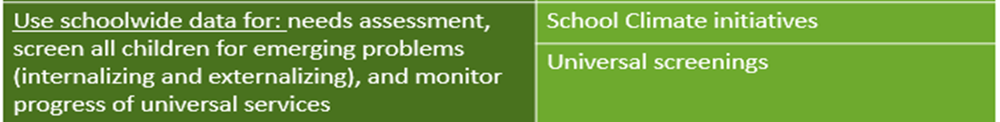 Use schoolwide data for: needs assessment,
screen all children for emerging problems
(internalizing and externalizing), and monitor
progress of universal services
School Climate initiatives
Universal screenings